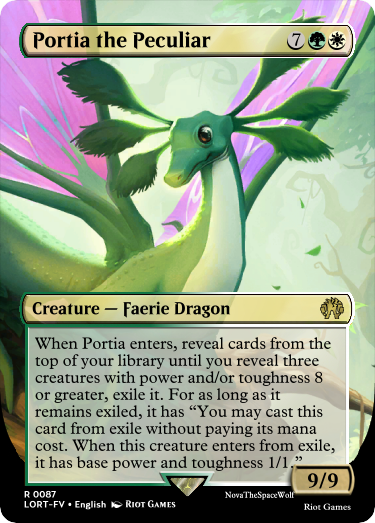 Portia the Peculiar 7
Creature — Faerie Dragon
When Portia enters, reveal cards from the
top of your library until you reveal three
creatures with power and/or toughness 8
or greater, exile it. For as long as it
remains exiled, it has “You may cast this
card from exile without paying its mana
cost. When this creature enters from exile,
it has base power and toughness 1/1.”
9/9
R 0087
LORT-FV • English Riot Games
NovaTheSpaceWolf
Riot Games